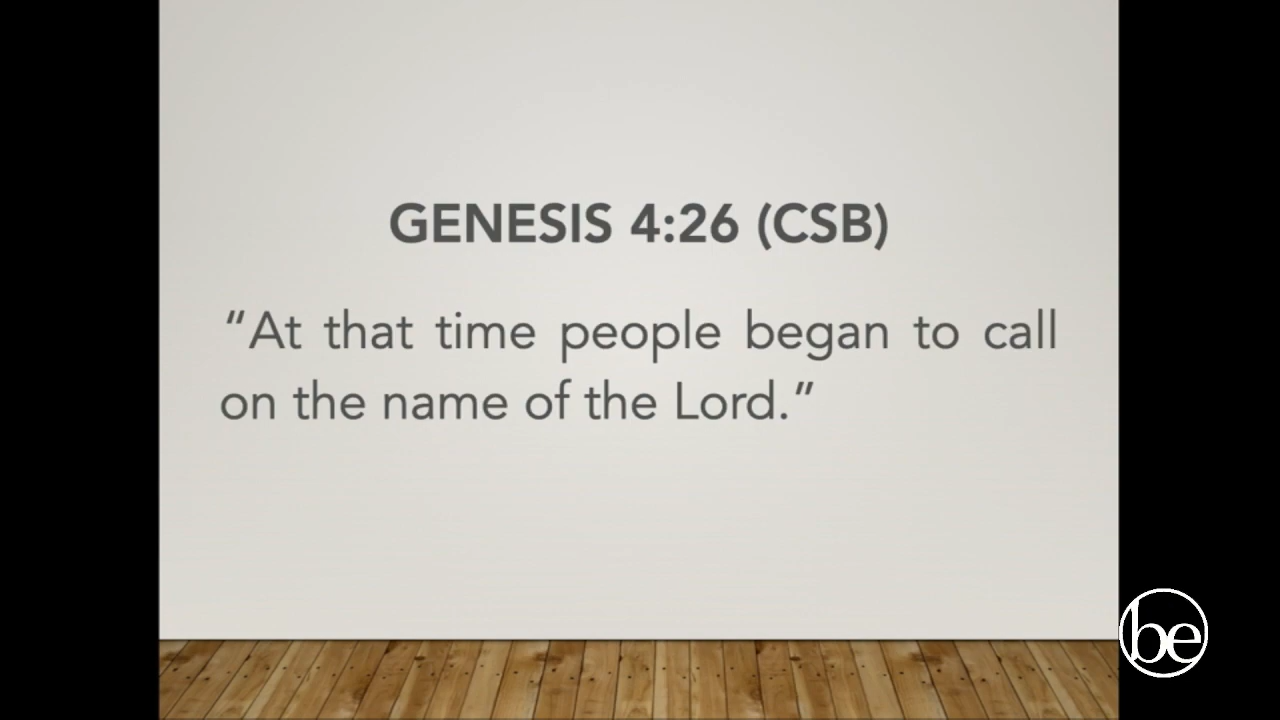 GENESIS 4:26 (CSB)
“At that time people began to call
on the name of the Lord.”
be